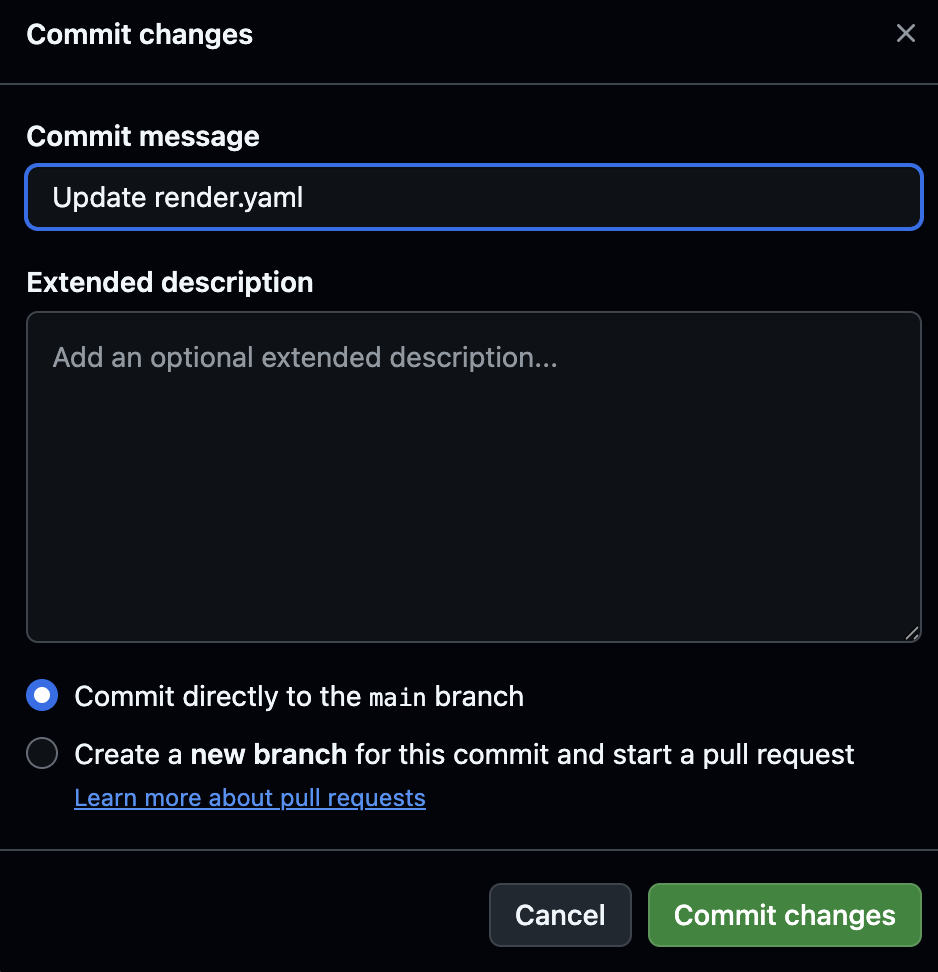 Commit changes
Commit message
Update render.yaml
Extended description
Add an optional extended description...
Commit directly to the main branch
Create a new branch for this commit and start a pull request
Learn more about pull requests
Cancel
Commit changes